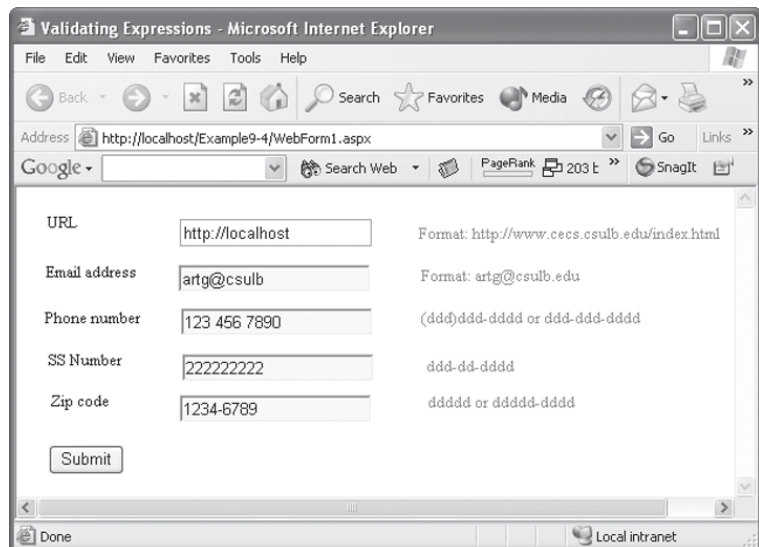 Validating Expressions - Microsoft Internet Explorer
File Edit View Favorites Tools Help
Back Search Favorites Media »
Address http://localhost/Example9-4/WebForm1.aspx Go Links »
Google Search Web PageRank 203 b » SnagIt
URL http://localhost Format: http://www.cecs.csulb.edu/index.html
Email address artg@csulb Format: artg@csulb.edu
Phone number 123 456 7890 (ddd)ddd-dddd or ddd-ddd-dddd
SS Number 222222222 ddd-dd-dddd
Zip code 1234-6789 ddddd or ddddd-dddd
Submit
Done Local intranet